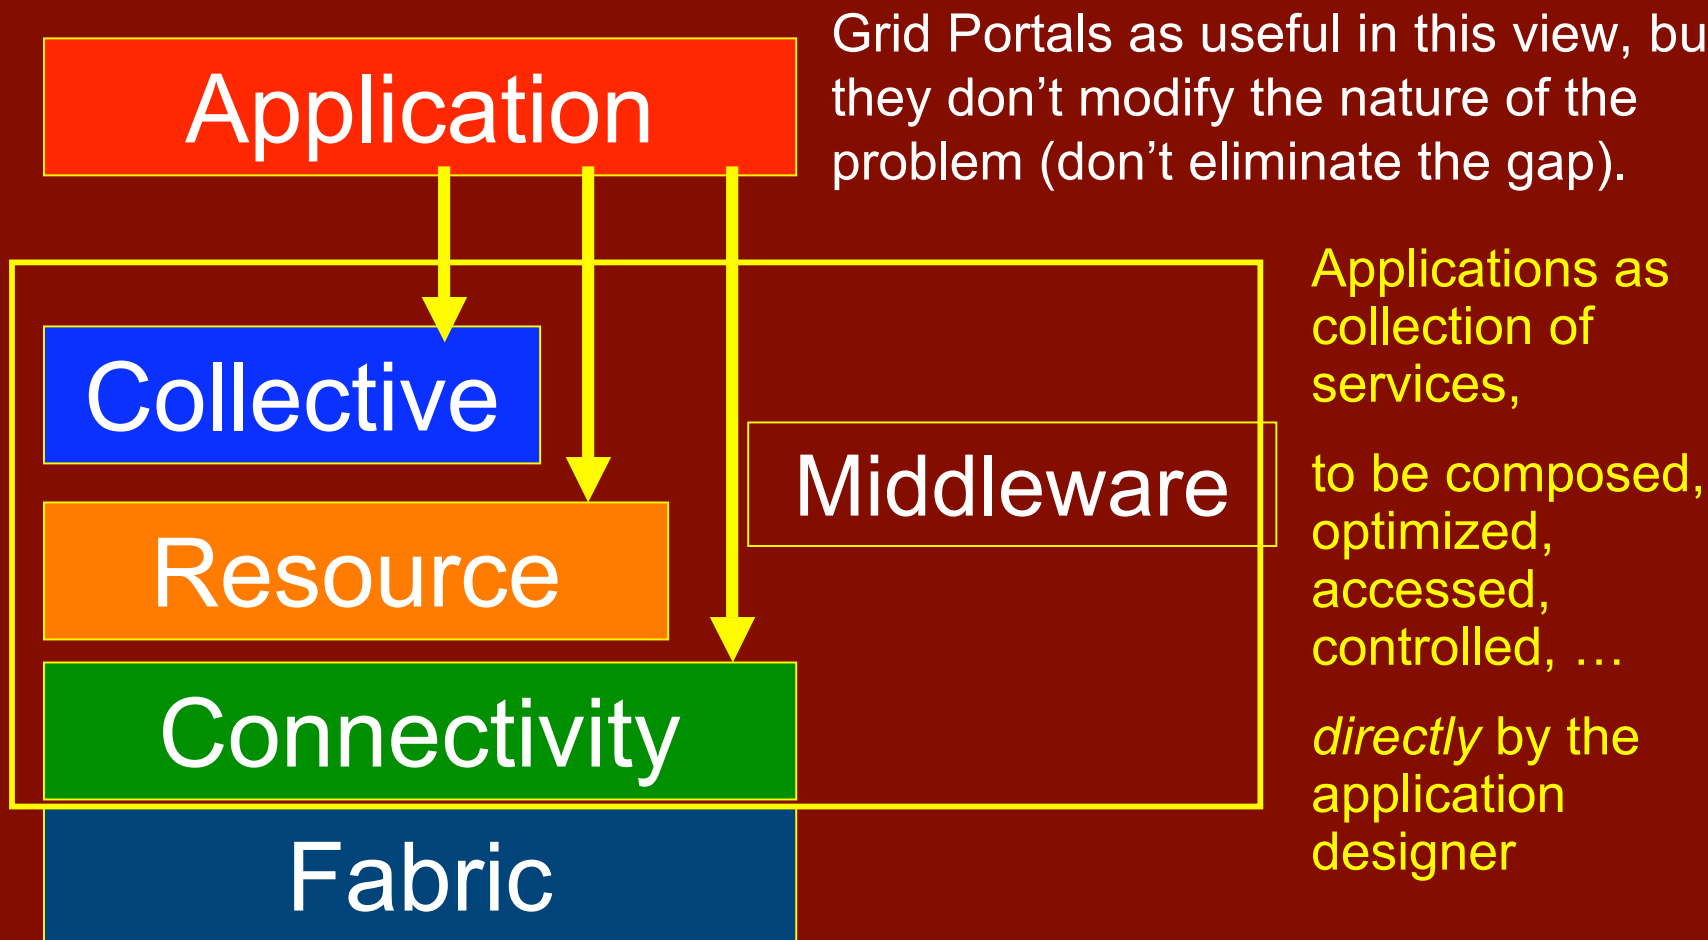 Application
Grid Portals as useful in this view, bu
they don’t modify the nature of the
problem (don’t eliminate the gap).
Collective
Resource
Connectivity
Fabric
Middleware
Applications as
collection of
services,
to be composed,
optimized,
accessed,
controlled, …
directly by the
application
designer